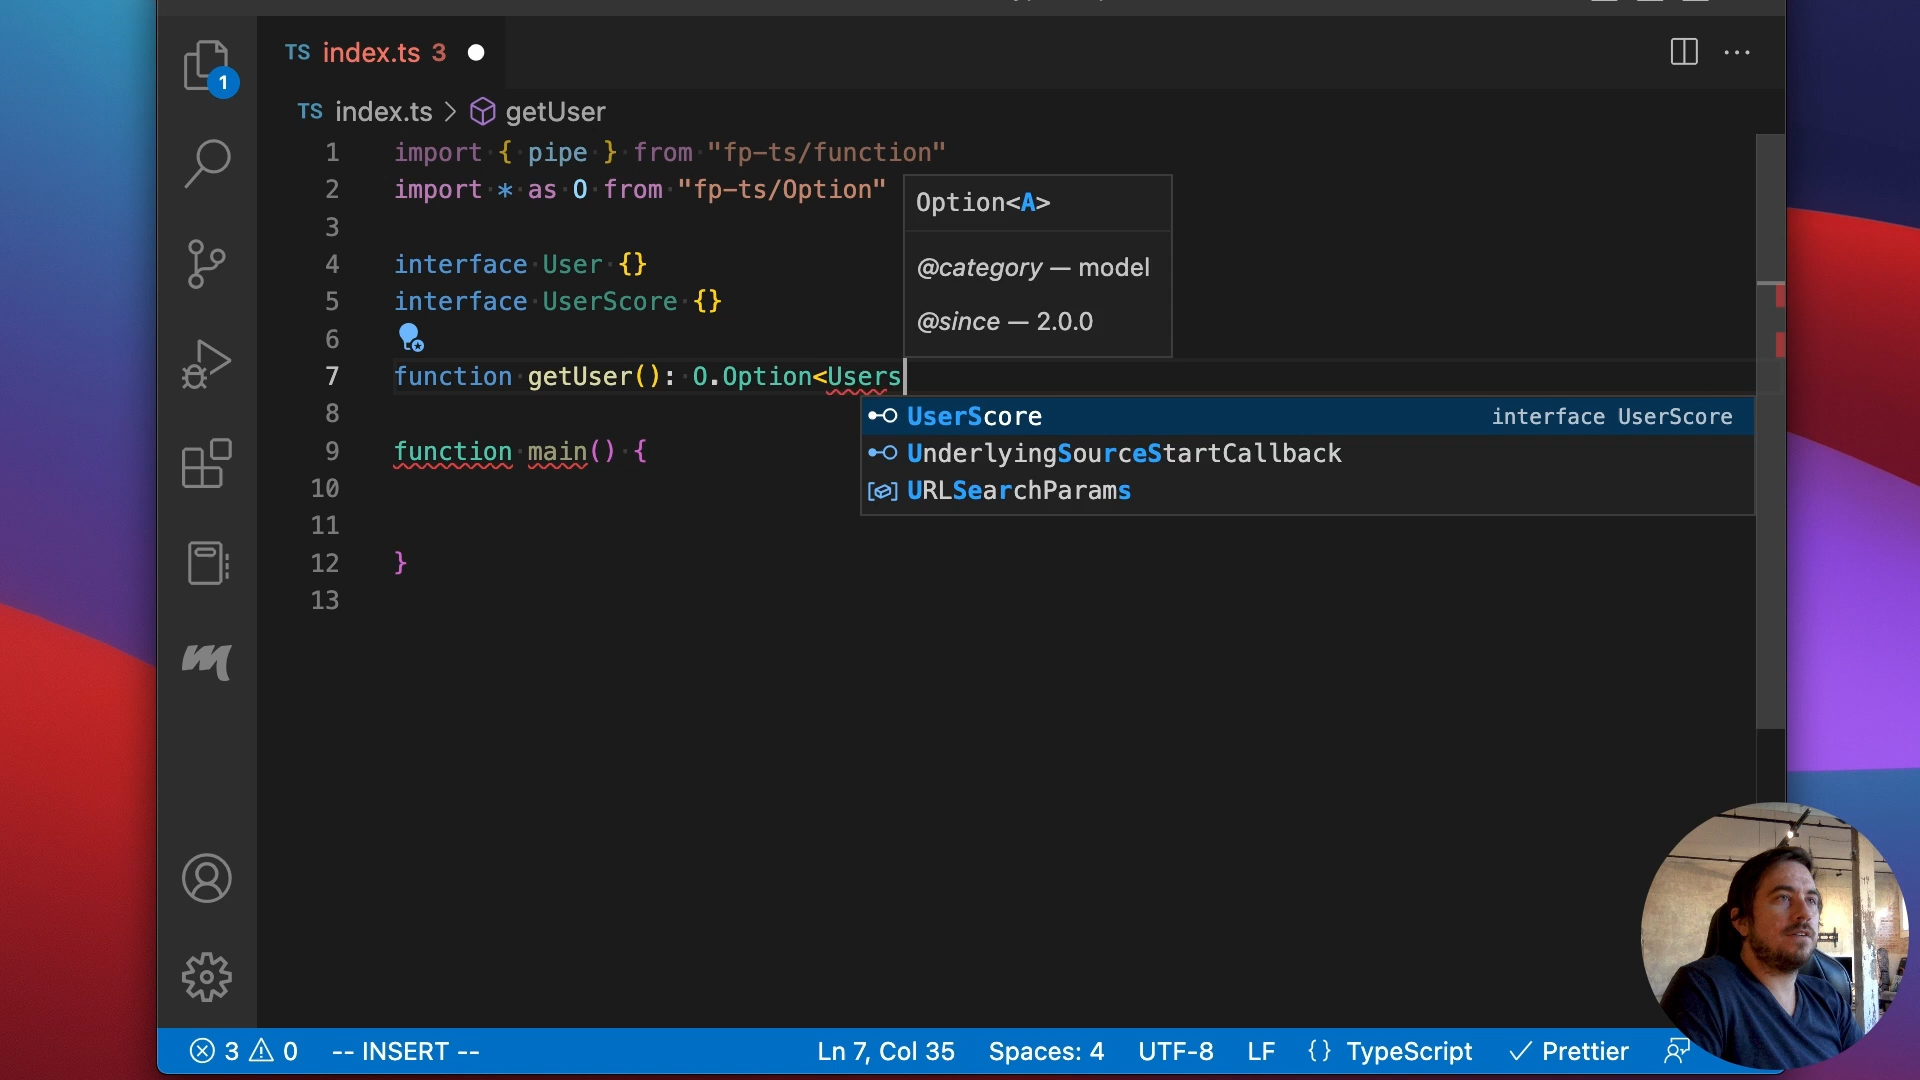 TS index.ts 3
1
TS index.ts > getUser
1 import { pipe } from "fp-ts/function"
2 import * as O from "fp-ts/Option"
3
4 interface User {}
5 interface UserScore {}
6
7 function getUser(): O.Option<Users
8
9 function main() {
10
11
12 }
13
Option<A>
@category — model
@since — 2.0.0
UserScore interface UserScore
UnderlyingSourceStartCallback
URLSearchParams
3 0 -- INSERT -- Ln 7, Col 35 Spaces: 4 UTF-8 LF {} TypeScript Prettier